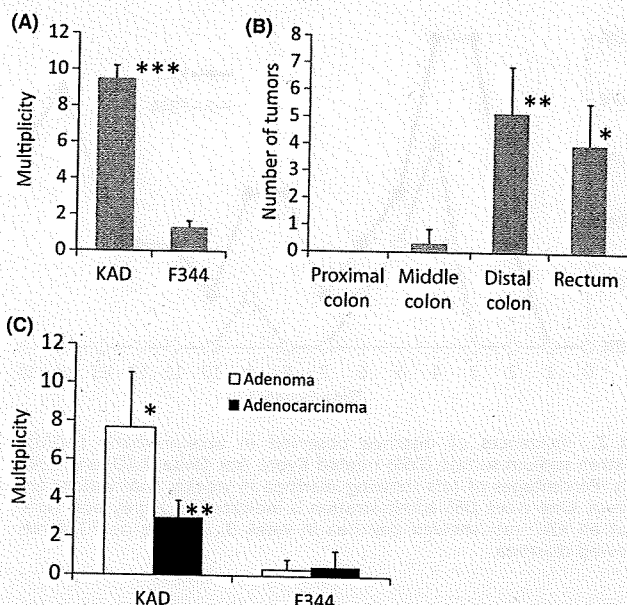 (A)
12
10
8
6
4
2
0
Multiplicity
***
KAD
F344
(B)
8
7
6
5
4
3
2
1
0
Number of tumors
**
*
Proximal colon
Middle colon
Distal colon
Rectum
(C)
12
10
8
6
4
2
0
Multiplicity
Adenoma
Adenocarcinoma
*
**
KAD
F344